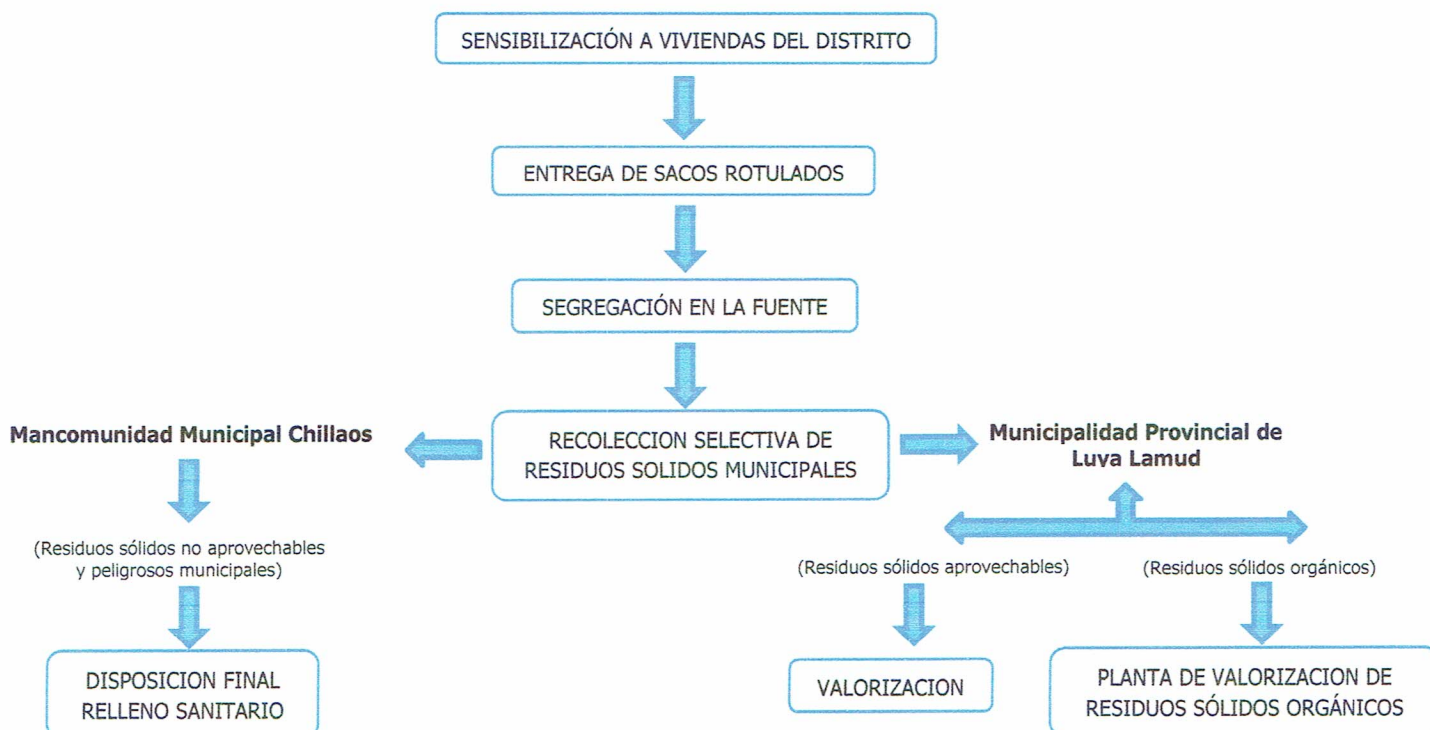 SENSIBILIZACIÓN A VIVIENDAS DEL DISTRITO
ENTREGA DE SACOS ROTULADOS
SEGREGACIÓN EN LA FUENTE
Mancomunidad Municipal Chillaos
RECOLECCION SELECTIVA DE
RESIDUOS SOLIDOS MUNICIPALES
Municipalidad Provincial de
Luya Lamud
(Residuos sólidos no aprovechables
y peligrosos municipales)
(Residuos sólidos aprovechables)
(Residuos sólidos orgánicos)
DISPOSICION FINAL
RELLENO SANITARIO
VALORIZACION
PLANTA DE VALORIZACION DE
RESIDUOS SÓLIDOS ORGÁNICOS